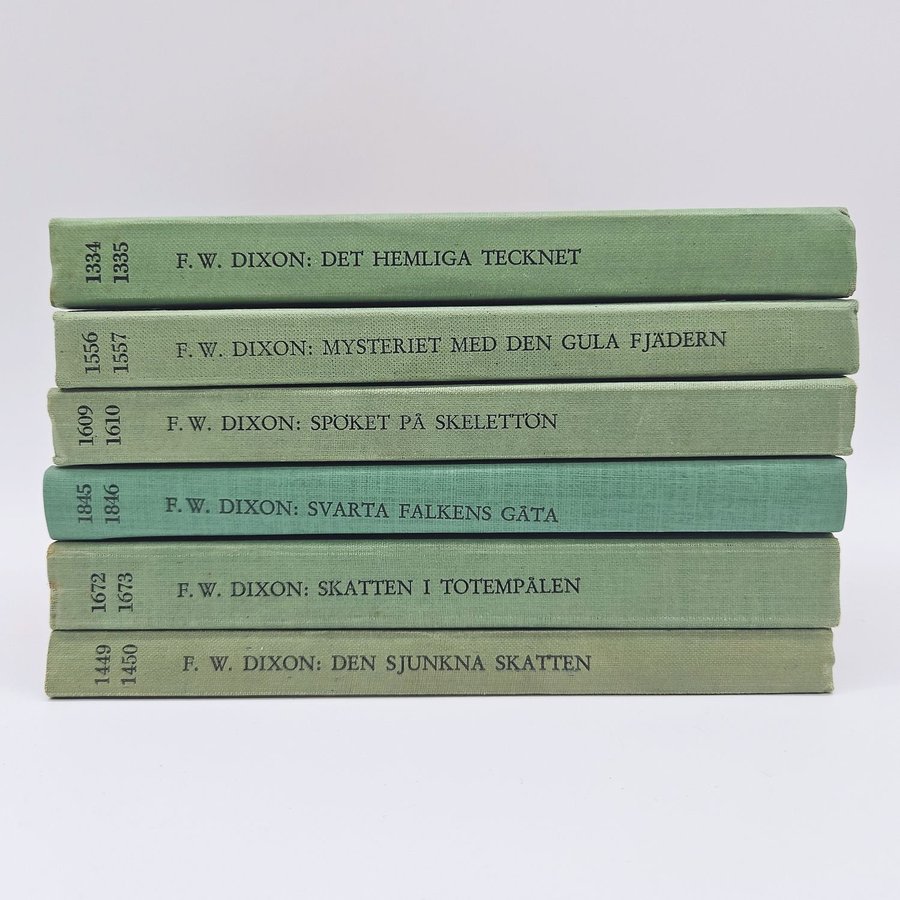 1334
1335
F. W. DIXON: DET HEMLIGA TECKNET
1556
1557
F. W. DIXON: MYSTERIET MED DEN GULA FJÄDERN
1609
1610
F. W. DIXON: SPÖKET PÅ SKELETTÖN
1845
1846
F. W. DIXON: SVARTA FALKENS GÅTA
1672
1673
F. W. DIXON: SKATTEN I TOTEMPÅLEN
1449
1450
F. W. DIXON: DEN SJUNKNA SKATTEN